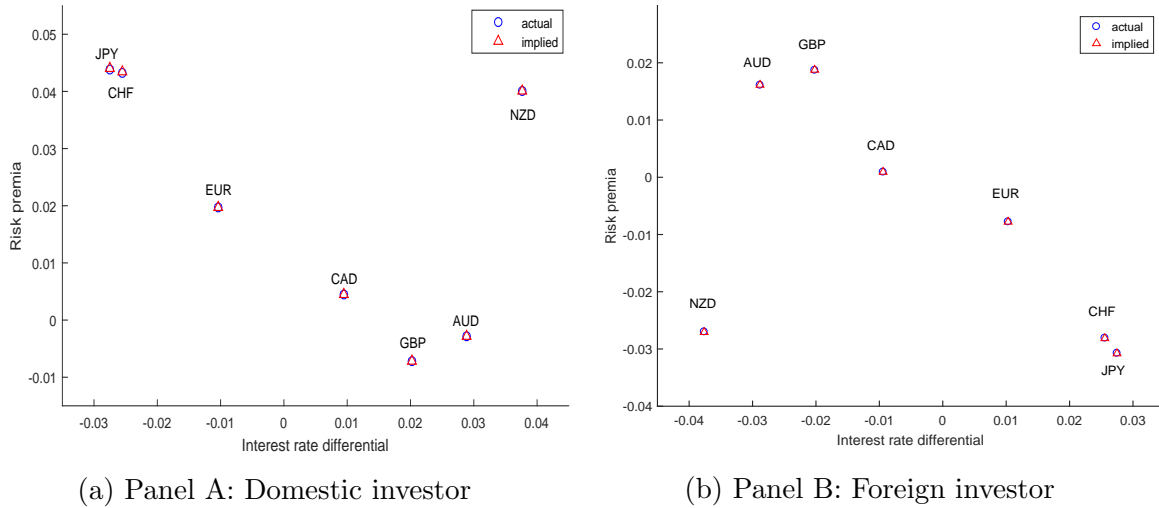 actual
implied
0.05
0.04
0.03
0.02
0.01
0
-0.01
Risk premia
JPY
CHF
NZD
EUR
CAD
AUD
GBP
-0.03
-0.02
-0.01
0
0.01
0.02
0.03
0.04
Interest rate differential
(a) Panel A: Domestic investor
actual
implied
0.02
0.01
0
-0.01
-0.02
-0.03
-0.04
Risk premia
GBP
AUD
CAD
EUR
NZD
CHF
JPY
-0.04
-0.03
-0.02
-0.01
0
0.01
0.02
0.03
Interest rate differential
(b) Panel B: Foreign investor